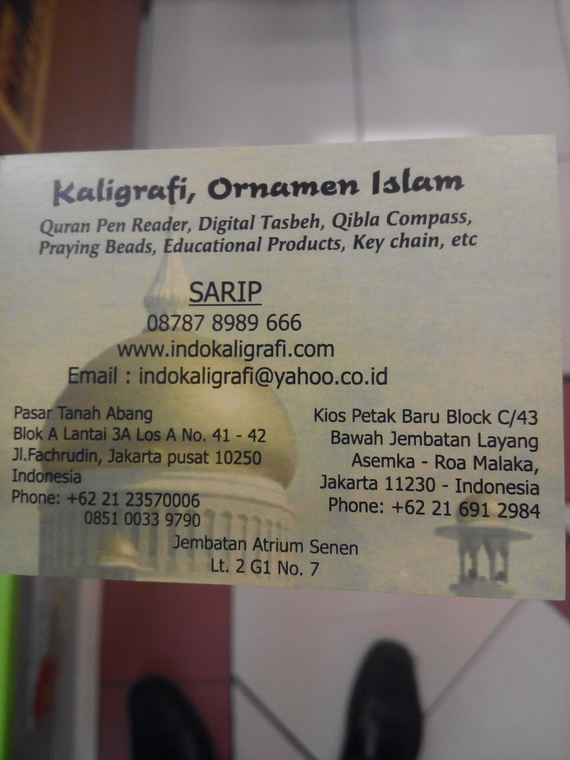 Kaligrafi, Ornamen Islam
Quran Pen Reader, Digital Tasbeh, Qibla Compass,
Praying Beads, Educational Products, Key chain, etc
SARIP
08787 8989 666
www.indokaligrafi.com
Email : indokaligrafi@yahoo.co.id
Pasar Tanah Abang
Blok A Lantai 3A Los A No. 41 - 42
Jl.Fachrudin, Jakarta pusat 10250
Indonesia
Phone: +62 21 23570006
0851 0033 9790
Kios Petak Baru Block C/43
Bawah Jembatan Layang
Asemka - Roa Malaka,
Jakarta 11230 - Indonesia
Phone: +62 21 691 2984
Jembatan Atrium Senen
Lt. 2 G1 No. 7